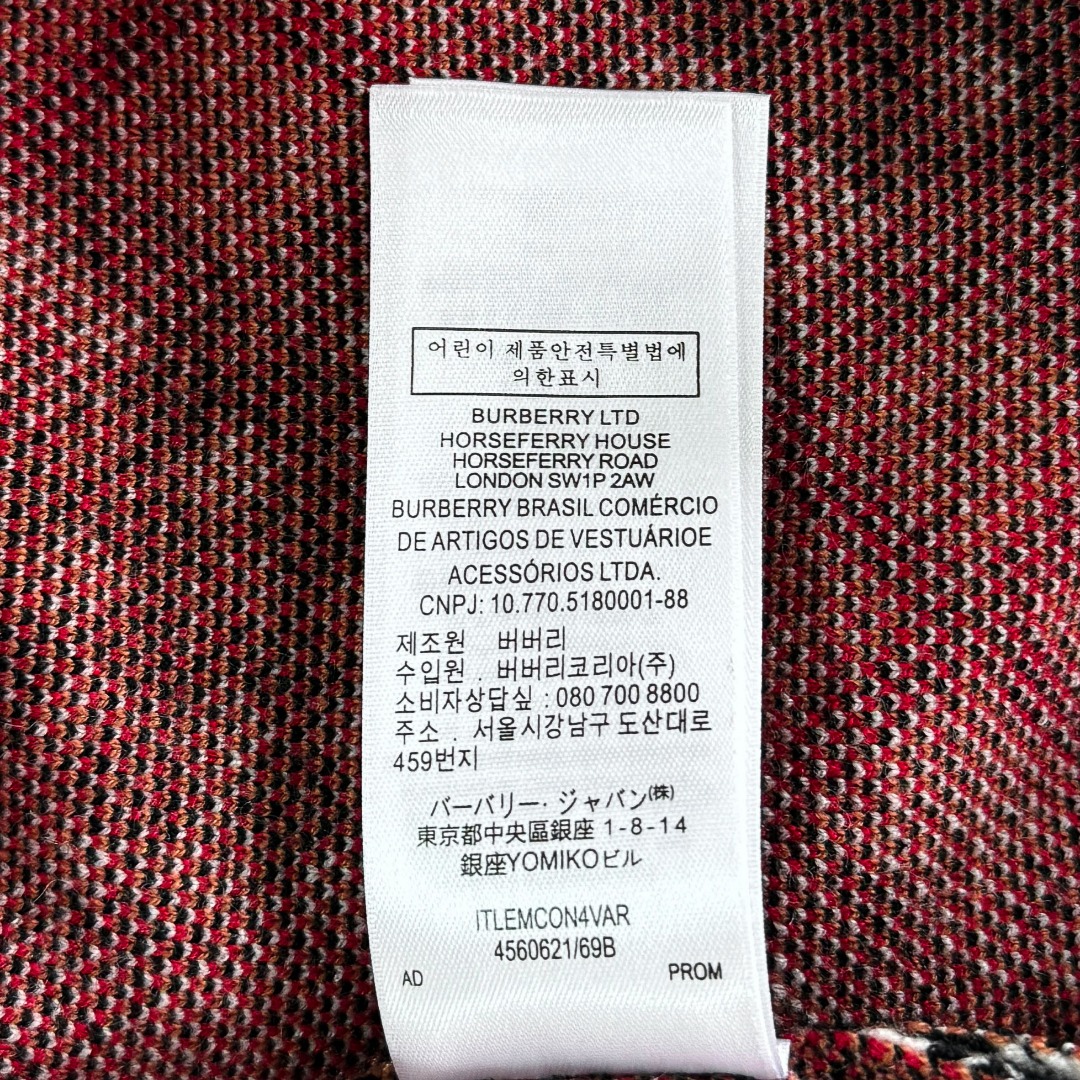 어린이 제품안전특별법에
의한표시
BURBERRY LTD
HORSEFERRY HOUSE
HORSEFERRY ROAD
LONDON SW1P 2AW
BURBERRY BRASIL COMÉRCIO
DE ARTIGOS DE VESTUÁRIOE
ACESSÓRIOS LTDA.
CNPJ: 10.770.5180001-88
제조원 . 버버리
수입원 . 버버리코리아(주)
소비자상답싶 : 080 700 8800
주소 . 서울시강남구 도산대로
459번지
バーバリー・ジャバン(株)
東京都中央區銀座 1-8-14
銀座YOMIKOビル
ITLEMCON4VAR
4560621/69B
AD PROM